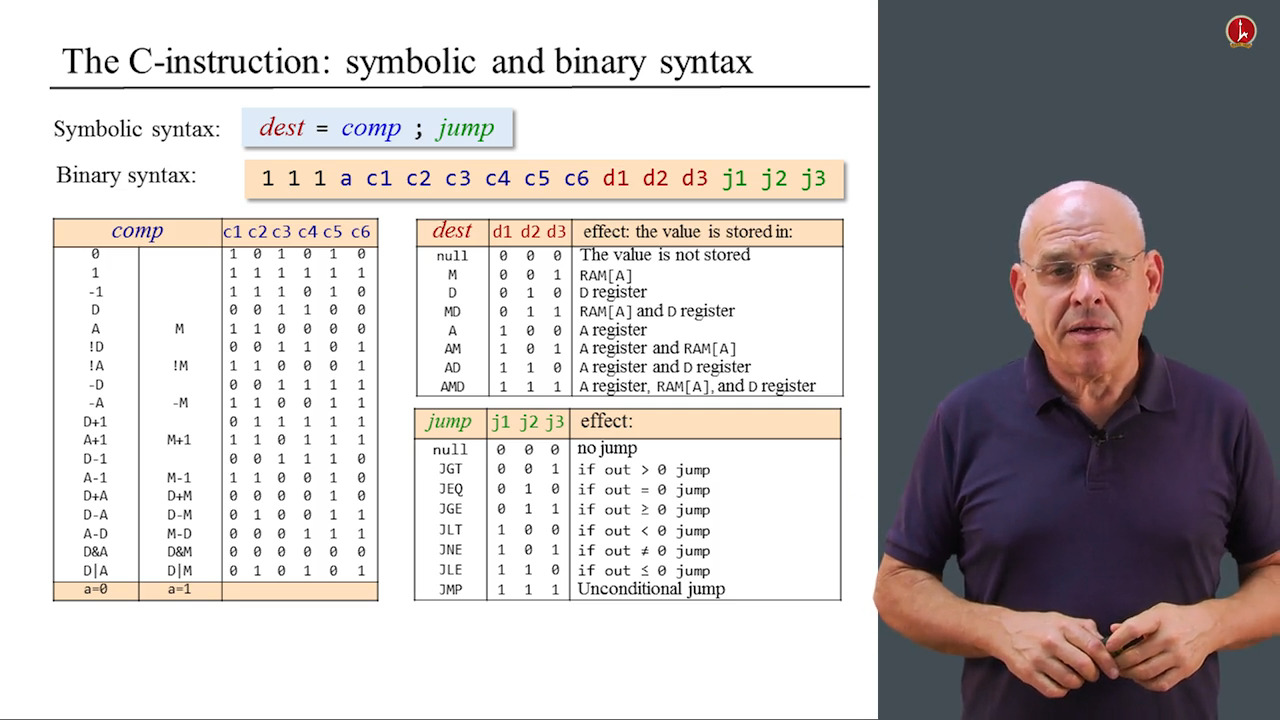 The C-instruction: symbolic and binary syntax
Symbolic syntax: dest = comp ; jump
Binary syntax: 1 1 1 a c1 c2 c3 c4 c5 c6 d1 d2 d3 j1 j2 j3
comp c1 c2 c3 c4 c5 c6
0 1 0 1 0 1 0
1 1 1 1 1 1 1
-1 1 1 1 0 1 0
D 0 0 1 1 0 0
A M 1 1 0 0 0 0
!D 0 0 1 1 0 1
!A !M 1 1 0 0 0 1
-D 0 0 1 1 1 1
-A -M 1 1 0 0 1 1
D+1 0 1 1 1 1 1
A+1 M+1 1 1 0 1 1 1
D-1 0 0 1 1 1 0
A-1 M-1 1 1 0 0 1 0
D+A D+M 0 0 0 0 1 0
D-A D-M 0 1 0 0 1 1
A-D M-D 0 0 0 1 1 1
D&A D&M 0 0 0 0 0 0
D|A D|M 0 1 0 1 0 1
a=0 a=1
dest d1 d2 d3 effect: the value is stored in:
null 0 0 0 The value is not stored
M 0 0 1 RAM[A]
D 0 1 0 D register
MD 0 1 1 RAM[A] and D register
A 1 0 0 A register
AM 1 0 1 A register and RAM[A]
AD 1 1 0 A register and D register
AMD 1 1 1 A register, RAM[A], and D register
jump j1 j2 j3 effect:
null 0 0 0 no jump
JGT 0 0 1 if out > 0 jump
JEQ 0 1 0 if out = 0 jump
JGE 0 1 1 if out ≥ 0 jump
JLT 1 0 0 if out < 0 jump
JNE 1 0 1 if out ≠ 0 jump
JLE 1 1 0 if out ≤ 0 jump
JMP 1 1 1 Unconditional jump